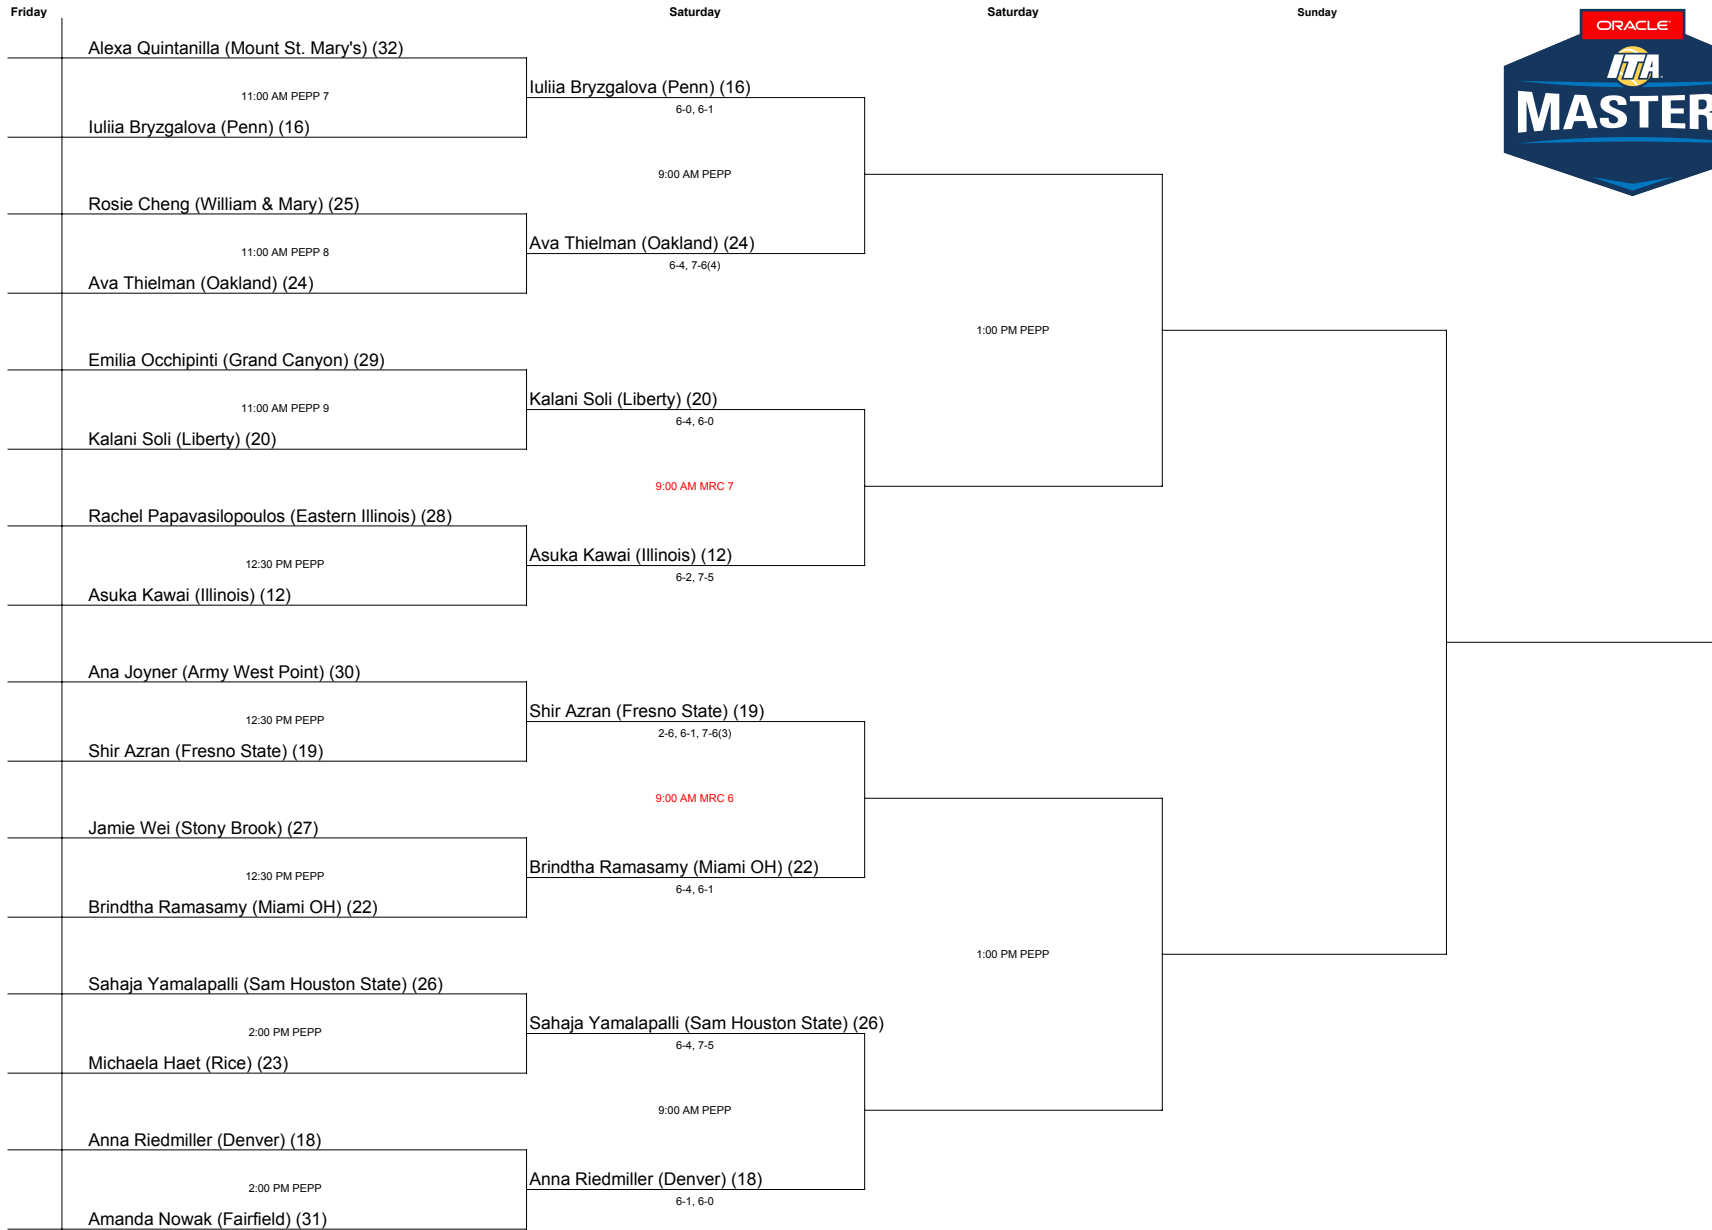 Friday
Saturday
Saturday
Sunday
ORACLE
ITA
MASTER
Alexa Quintanilla (Mount St. Mary's) (32)
11:00 AM PEPP 7
Iuliia Bryzgalova (Penn) (16)
Iuliia Bryzgalova (Penn) (16)
6-0, 6-1
9:00 AM PEPP
Rosie Cheng (William & Mary) (25)
11:00 AM PEPP 8
Ava Thielman (Oakland) (24)
Ava Thielman (Oakland) (24)
6-4, 7-6(4)
1:00 PM PEPP
Emilia Occhipinti (Grand Canyon) (29)
11:00 AM PEPP 9
Kalani Soli (Liberty) (20)
Kalani Soli (Liberty) (20)
6-4, 6-0
9:00 AM MRC 7
Rachel Papavasilopoulos (Eastern Illinois) (28)
12:30 PM PEPP
Asuka Kawai (Illinois) (12)
Asuka Kawai (Illinois) (12)
6-2, 7-5
Ana Joyner (Army West Point) (30)
12:30 PM PEPP
Shir Azran (Fresno State) (19)
Shir Azran (Fresno State) (19)
2-6, 6-1, 7-6(3)
9:00 AM MRC 6
Jamie Wei (Stony Brook) (27)
12:30 PM PEPP
Brindtha Ramasamy (Miami OH) (22)
Brindtha Ramasamy (Miami OH) (22)
6-4, 6-1
1:00 PM PEPP
Sahaja Yamalapalli (Sam Houston State) (26)
2:00 PM PEPP
Michaela Haet (Rice) (23)
Sahaja Yamalapalli (Sam Houston State) (26)
6-4, 7-5
9:00 AM PEPP
Anna Riedmiller (Denver) (18)
2:00 PM PEPP
Amanda Nowak (Fairfield) (31)
Anna Riedmiller (Denver) (18)
6-1, 6-0